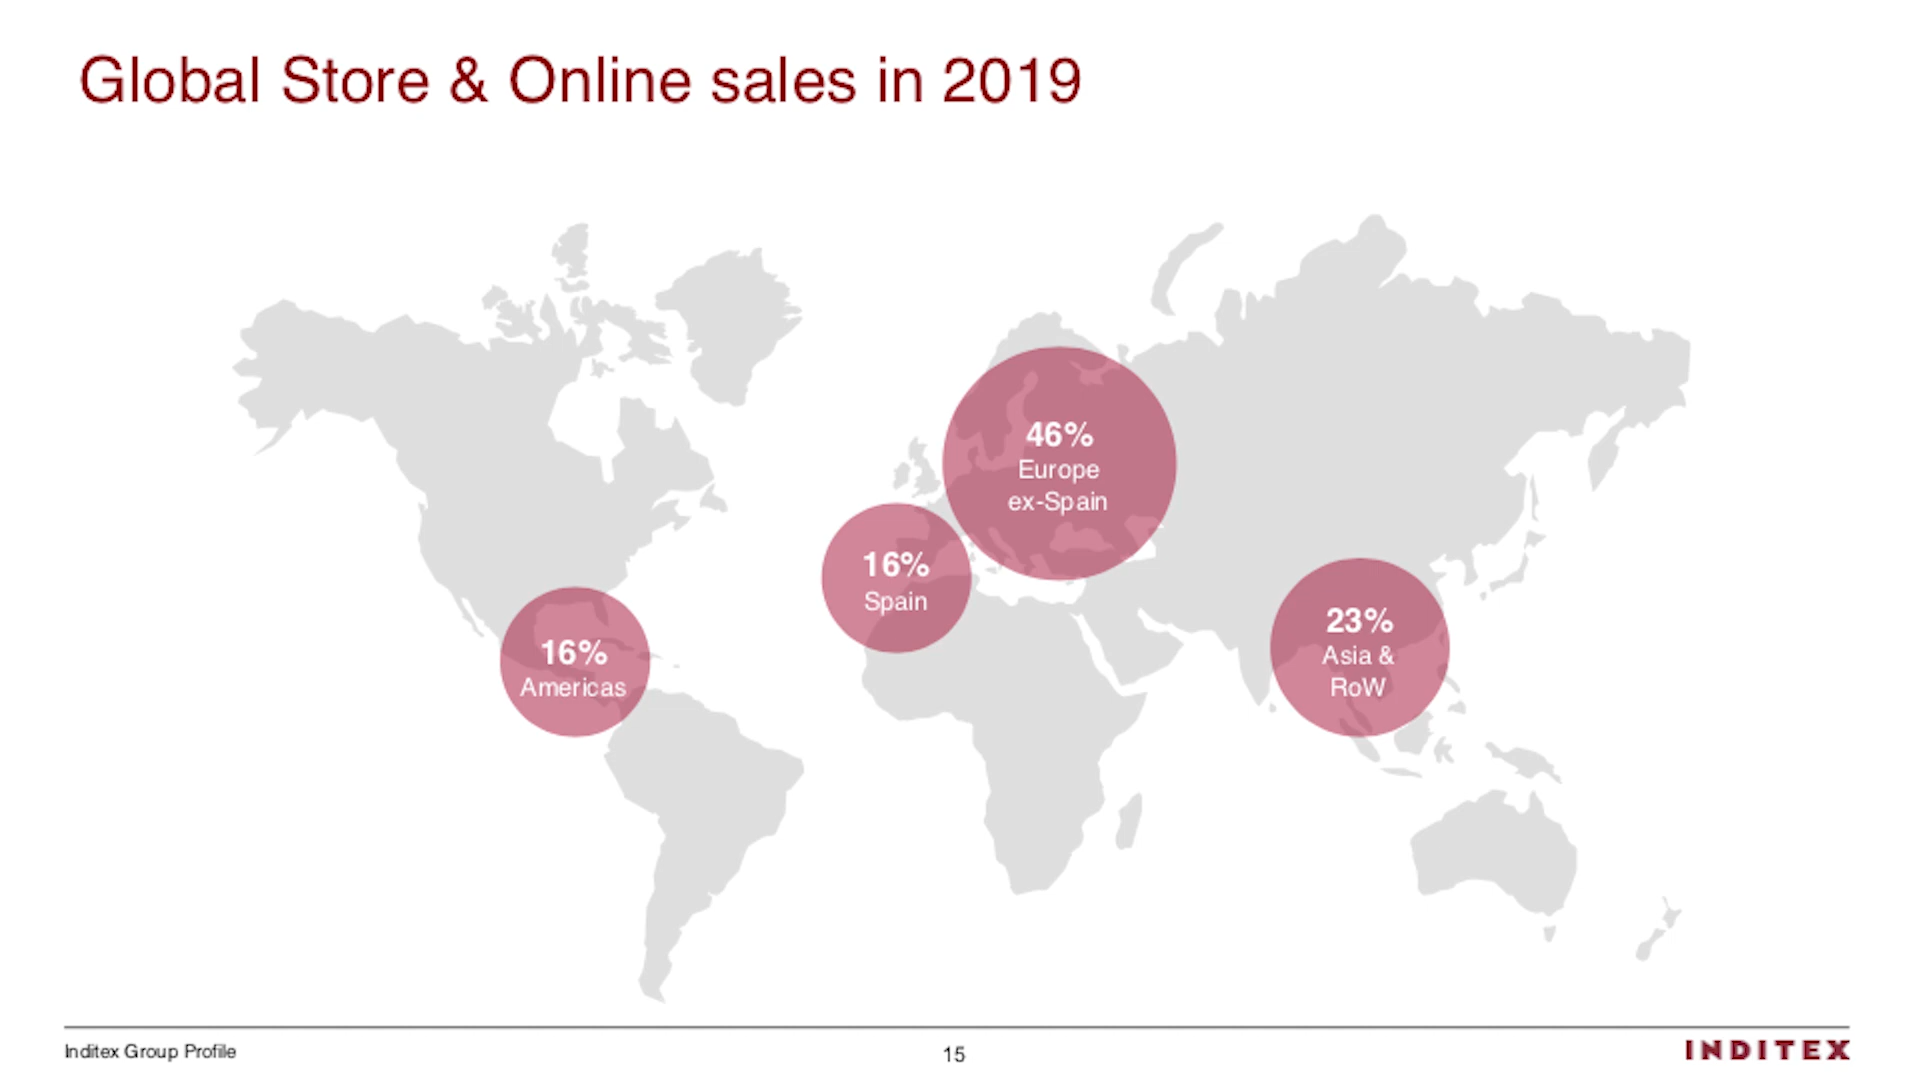 Global Store & Online sales in 2019
46%
Europe
ex-Spain
16%
Spain
23%
Asia &
RoW
16%
Americas
Inditex Group Profile
15
INDITEX